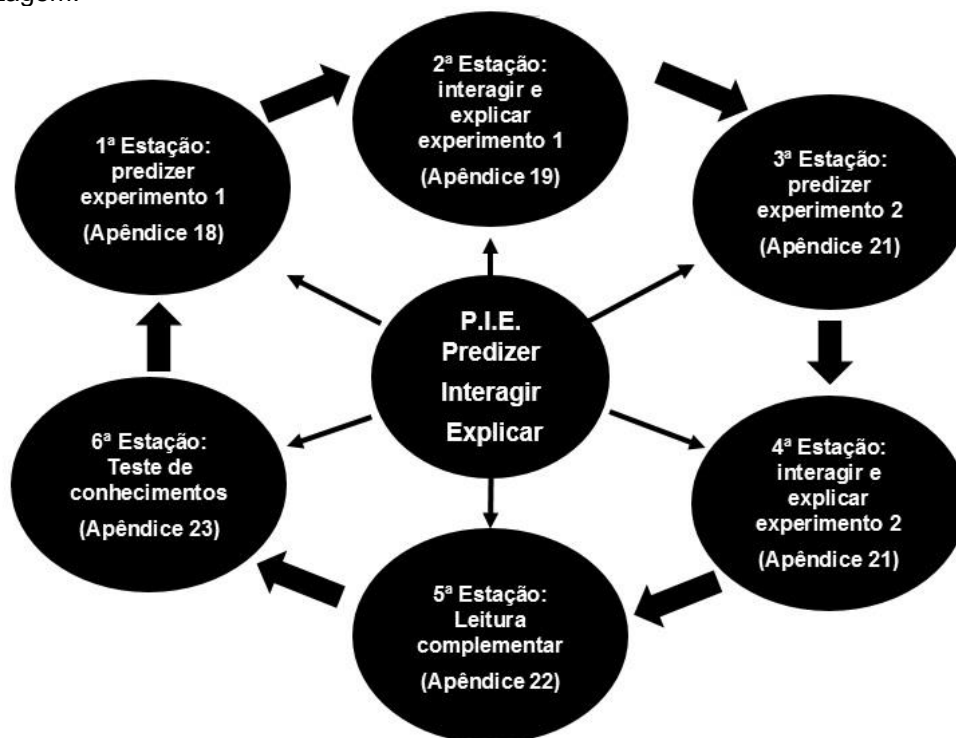 1ª Estação:
predizer
experimento 1
(Apêndice 18)
2ª Estação:
interagir e
explicar
experimento 1
(Apêndice 19)
3ª Estação:
predizer
experimento 2
(Apêndice 21)
4ª Estação:
interagir e
explicar
experimento 2
(Apêndice 21)
5ª Estação:
Leitura
complementar
(Apêndice 22)
6ª Estação:
Teste de
conhecimentos
(Apêndice 23)
P.I.E.
Predizer
Interagir
Explicar